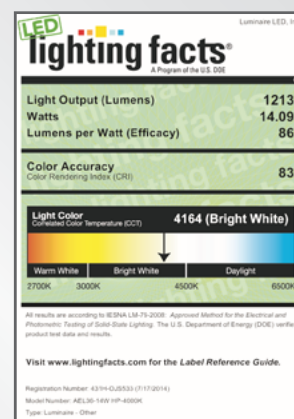 LED
Luminaire LED, In
lighting facts®
A Program of the U.S. DOE
Light Output (Lumens) 1213
Watts 14.09
Lumens per Watt (Efficacy) 86
Color Accuracy
Color Rendering Index (CRI) 83
Light Color
Correlated Color Temperature (CCT) 4164 (Bright White)
Warm White Bright White Daylight
2700K 3000K 4500K 6500K
All results are according to IESNA LM-79-2008: Approved Method for the Electrical and
Photometric Testing of Solid-State Lighting. The U.S. Department of Energy (DOE) verifie
product test data and results.
Visit www.lightingfacts.com for the Label Reference Guide.
Registration Number: (7/17/2014)
Model Number: AEL36-14W HP-4000K
Type: Luminaire - Other